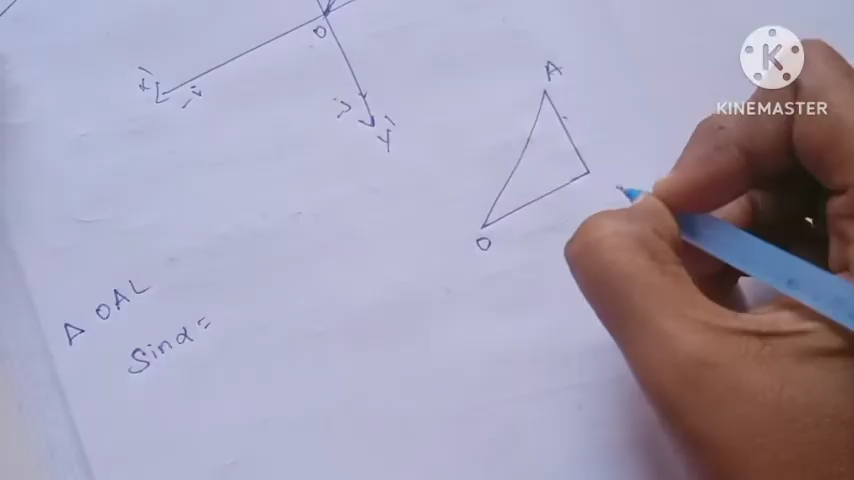 O
X'
-i
-j
Y'
A
O
Δ OAL
Sinα =
K
KINEMASTER